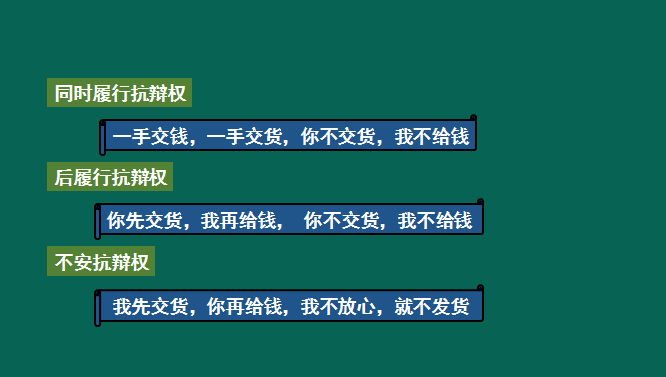 同时履行抗辩权
一手交钱，一手交货，你不交货，我不给钱
后履行抗辩权
你先交货，我再给钱， 你不交货，我不给钱
不安抗辩权
我先交货，你再给钱，我不放心，就不发货